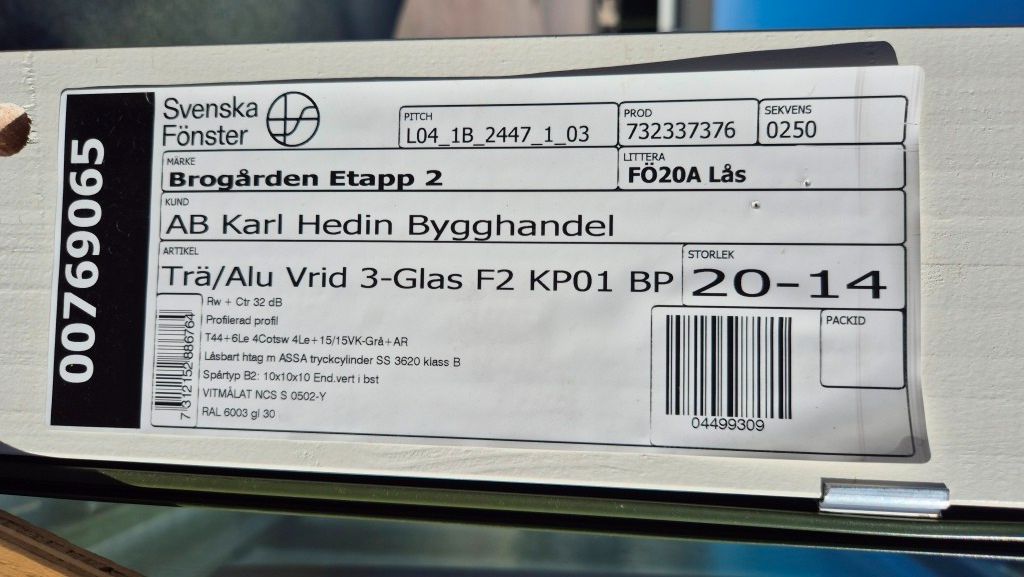 00769065
Svenska
Fönster
PITCH
L04_1B_2447_1_03
PROD
732337376
SEKVENS
0250
MÄRKE
Brogården Etapp 2
LITTERA
FÖ20A Lås
KUND
AB Karl Hedin Bygghandel
ARTIKEL
Trä/Alu Vrid 3-Glas F2 KP01 BP
STORLEK
20-14
Rw + Ctr 32 dB
Profilerad profil
T44+6Le 4Cotsw 4Le+15/15VK-Grå+AR
Låsbart htag m ASSA tryckcylinder SS 3620 klass B
Spårtyp B2: 10x10x10 End.vert i bst
VITMÅLAT NCS S 0502-Y
RAL 6003 gl 30
7312152886764
04499309
PACKID